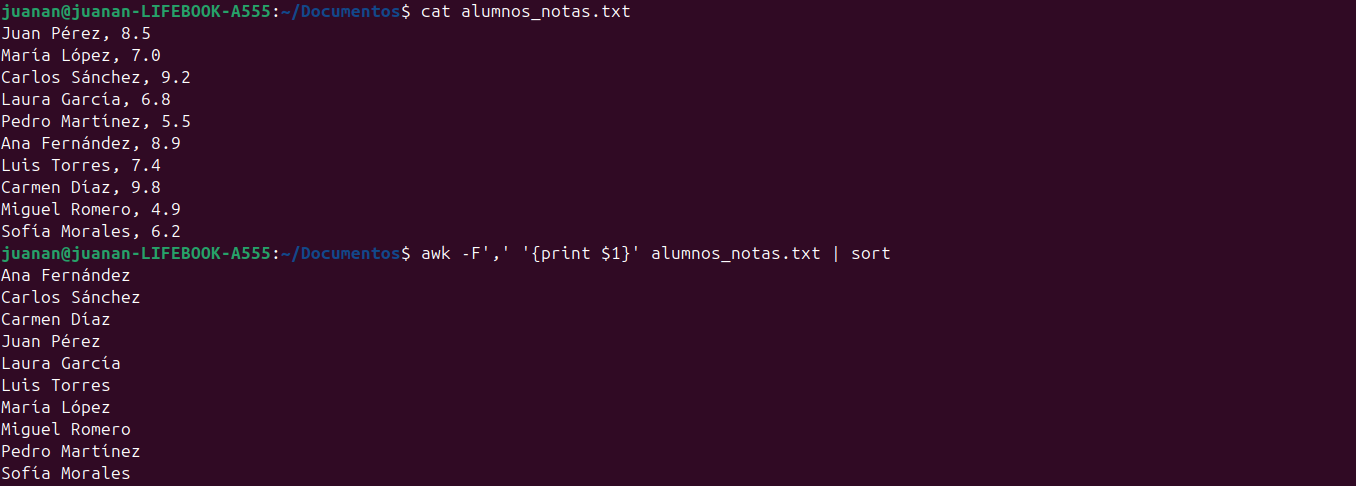 juanan@juanan-LIFEBOOK-A555:~/Documentos$ cat alumnos_notas.txt
Juan Pérez, 8.5
María López, 7.0
Carlos Sánchez, 9.2
Laura García, 6.8
Pedro Martínez, 5.5
Ana Fernández, 8.9
Luis Torres, 7.4
Carmen Díaz, 9.8
Miguel Romero, 4.9
Sofía Morales, 6.2
juanan@juanan-LIFEBOOK-A555:~/Documentos$ awk -F',' '{print $1}' alumnos_notas.txt | sort
Ana Fernández
Carlos Sánchez
Carmen Díaz
Juan Pérez
Laura García
Luis Torres
María López
Miguel Romero
Pedro Martínez
Sofía Morales